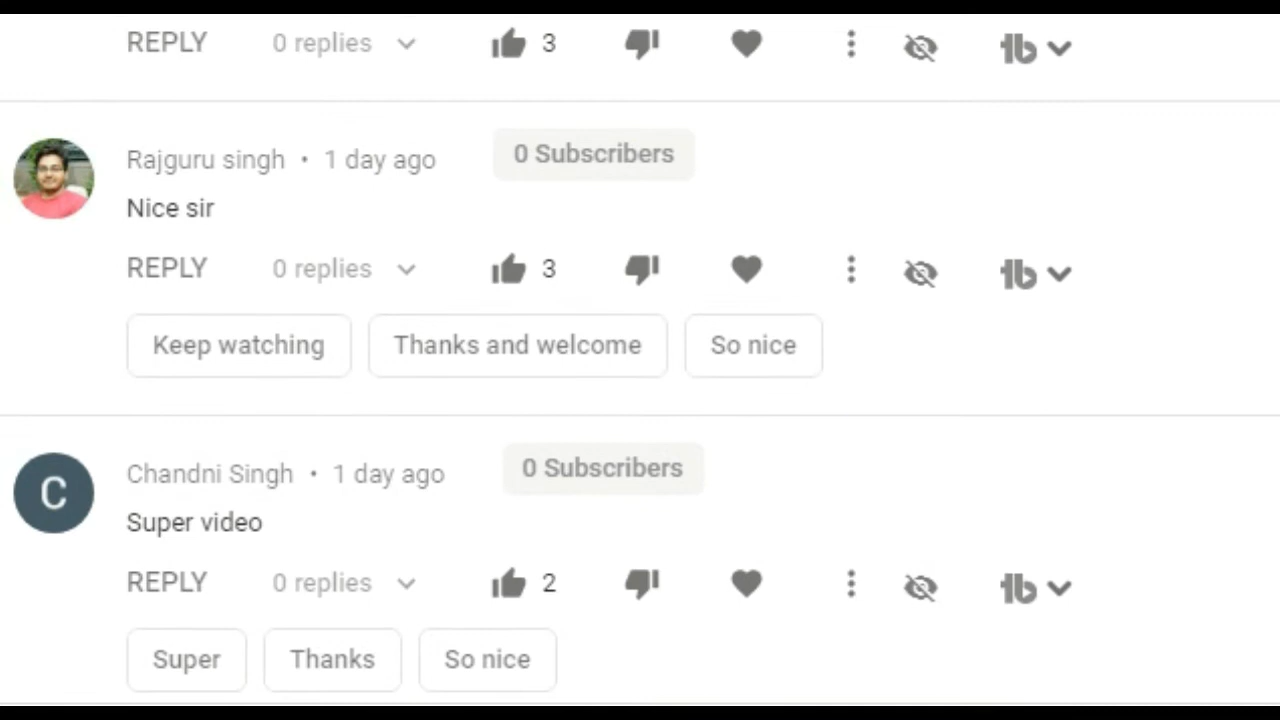 REPLY 0 replies 3
Rajguru singh • 1 day ago 0 Subscribers
Nice sir
REPLY 0 replies 3
Keep watching Thanks and welcome So nice
C Chandni Singh • 1 day ago 0 Subscribers
Super video
REPLY 0 replies 2
Super Thanks So nice